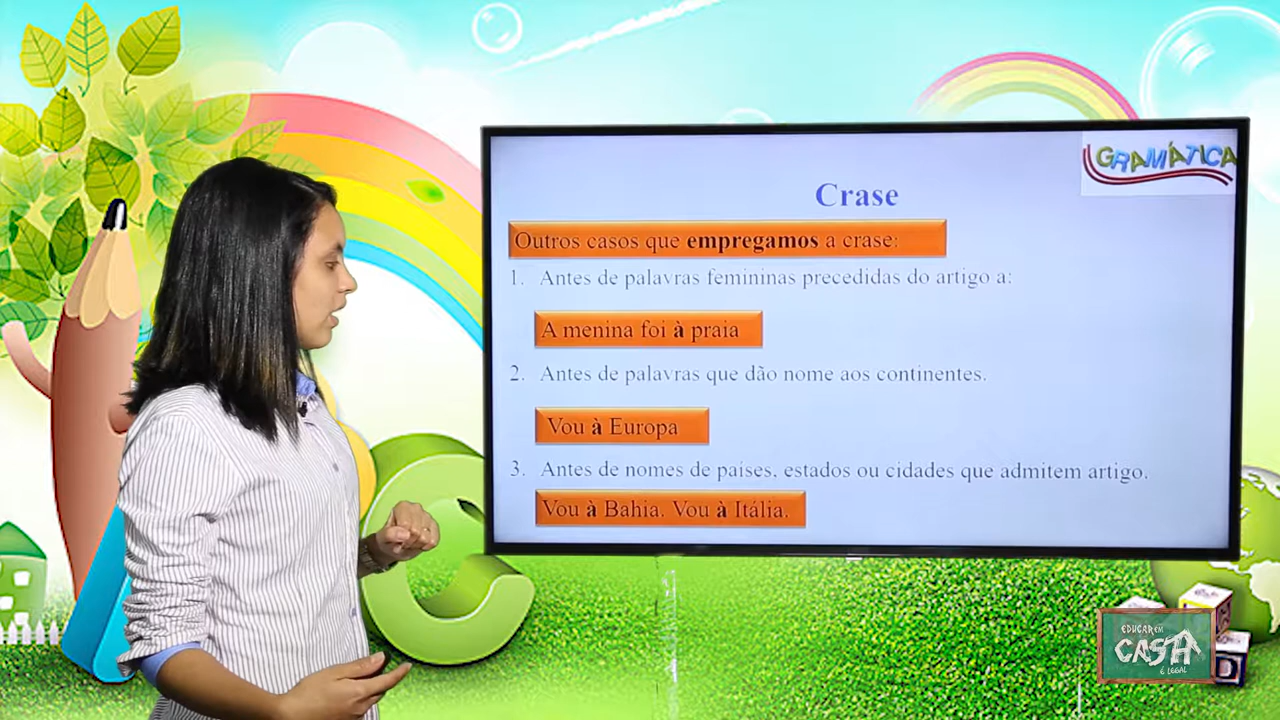 GRAMÁTICA
Crase
Outros casos que empregamos a crase:
1. Antes de palavras femininas precedidas do artigo a:
A menina foi à praia
2. Antes de palavras que dão nome aos continentes.
Vou à Europa
3. Antes de nomes de países, estados ou cidades que admitem artigo.
Vou à Bahia. Vou à Itália.
EDUCAR EM
CASA
É LEGAL
D